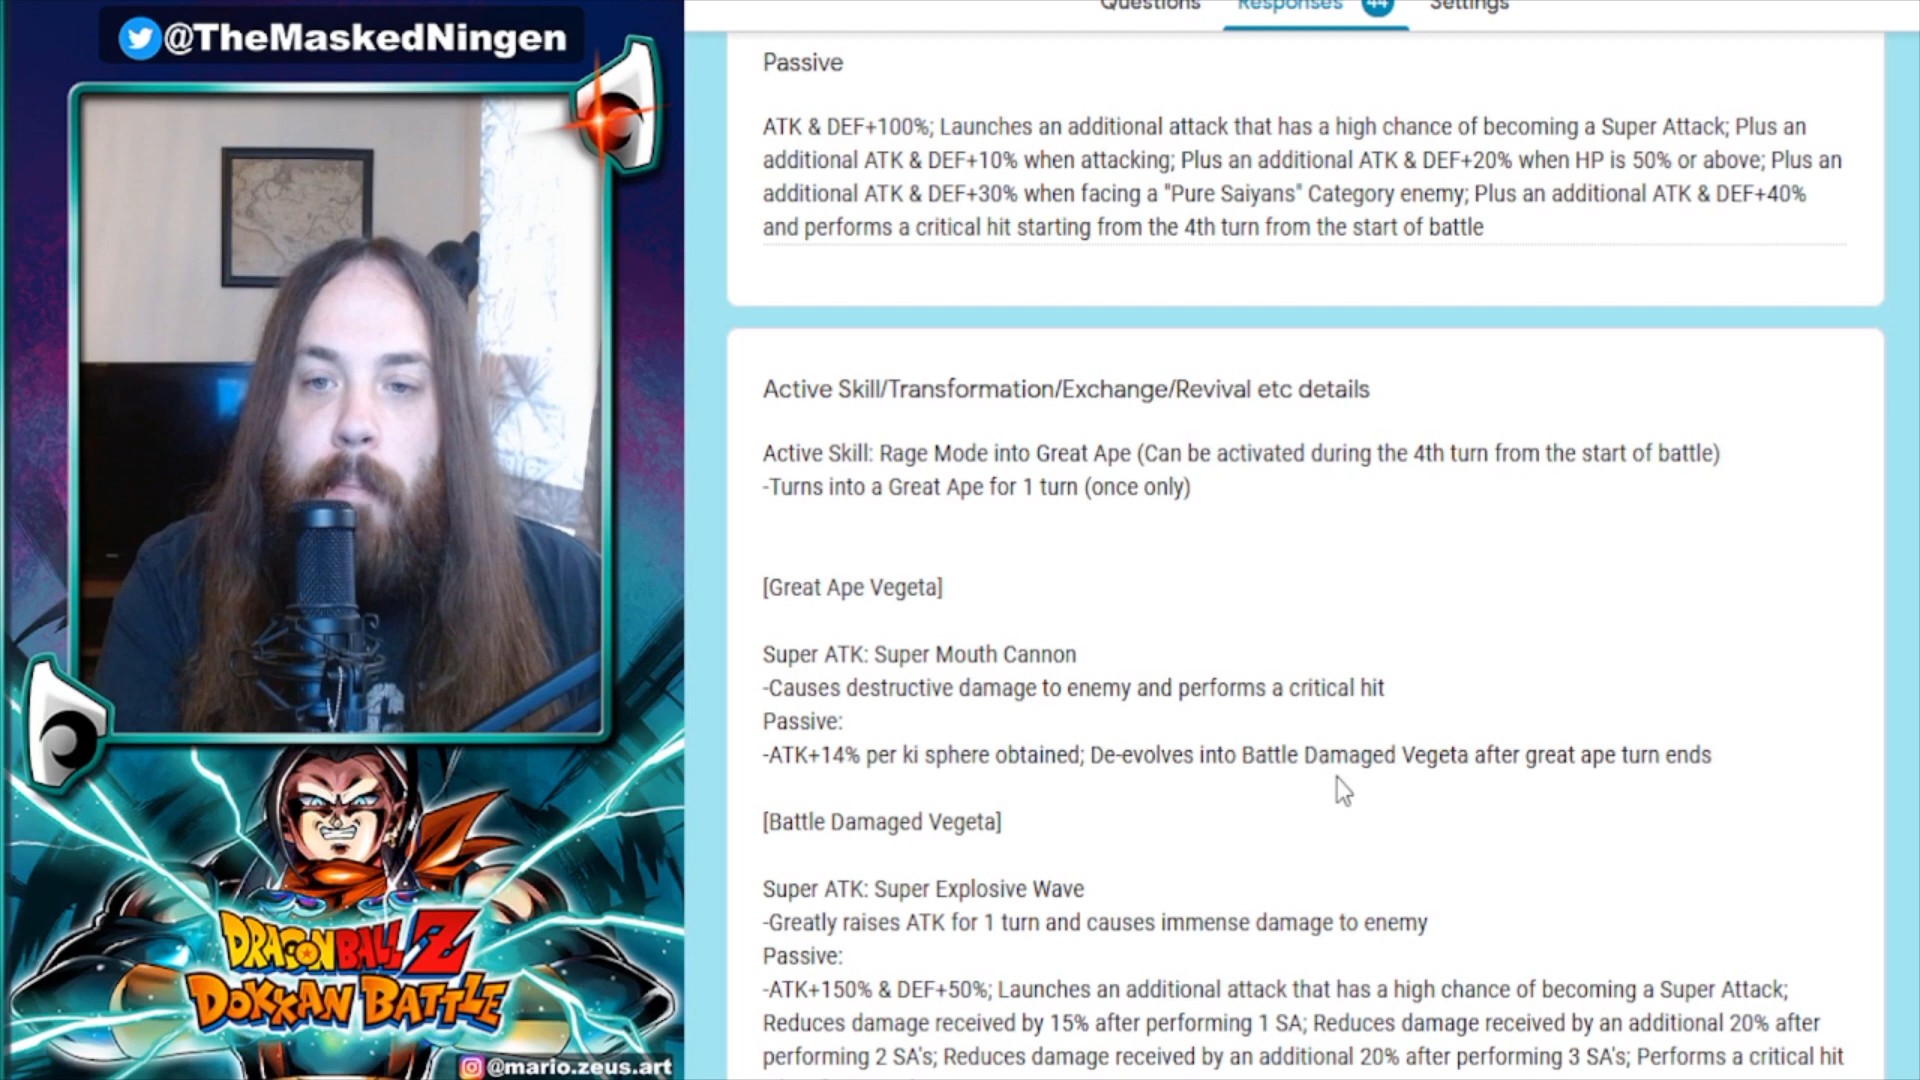 @TheMaskedNingen
Questions Responses 44 Settings
Passive
ATK & DEF+100%; Launches an additional attack that has a high chance of becoming a Super Attack; Plus an
additional ATK & DEF+10% when attacking; Plus an additional ATK & DEF+20% when HP is 50% or above; Plus an
additional ATK & DEF+30% when facing a "Pure Saiyans" Category enemy; Plus an additional ATK & DEF+40%
and performs a critical hit starting from the 4th turn from the start of battle
Active Skill/Transformation/Exchange/Revival etc details
Active Skill: Rage Mode into Great Ape (Can be activated during the 4th turn from the start of battle)
-Turns into a Great Ape for 1 turn (once only)
[Great Ape Vegeta]
Super ATK: Super Mouth Cannon
-Causes destructive damage to enemy and performs a critical hit
Passive:
-ATK+14% per ki sphere obtained; De-evolves into Battle Damaged Vegeta after great ape turn ends
[Battle Damaged Vegeta]
Super ATK: Super Explosive Wave
-Greatly raises ATK for 1 turn and causes immense damage to enemy
Passive:
-ATK+150% & DEF+50%; Launches an additional attack that has a high chance of becoming a Super Attack;
Reduces damage received by 15% after performing 1 SA; Reduces damage received by an additional 20% after
performing 2 SA's; Reduces damage received by an additional 20% after performing 3 SA's; Performs a critical hit
DRAGON BALL Z
DOKKAN BATTLE
@mario.zeus.art